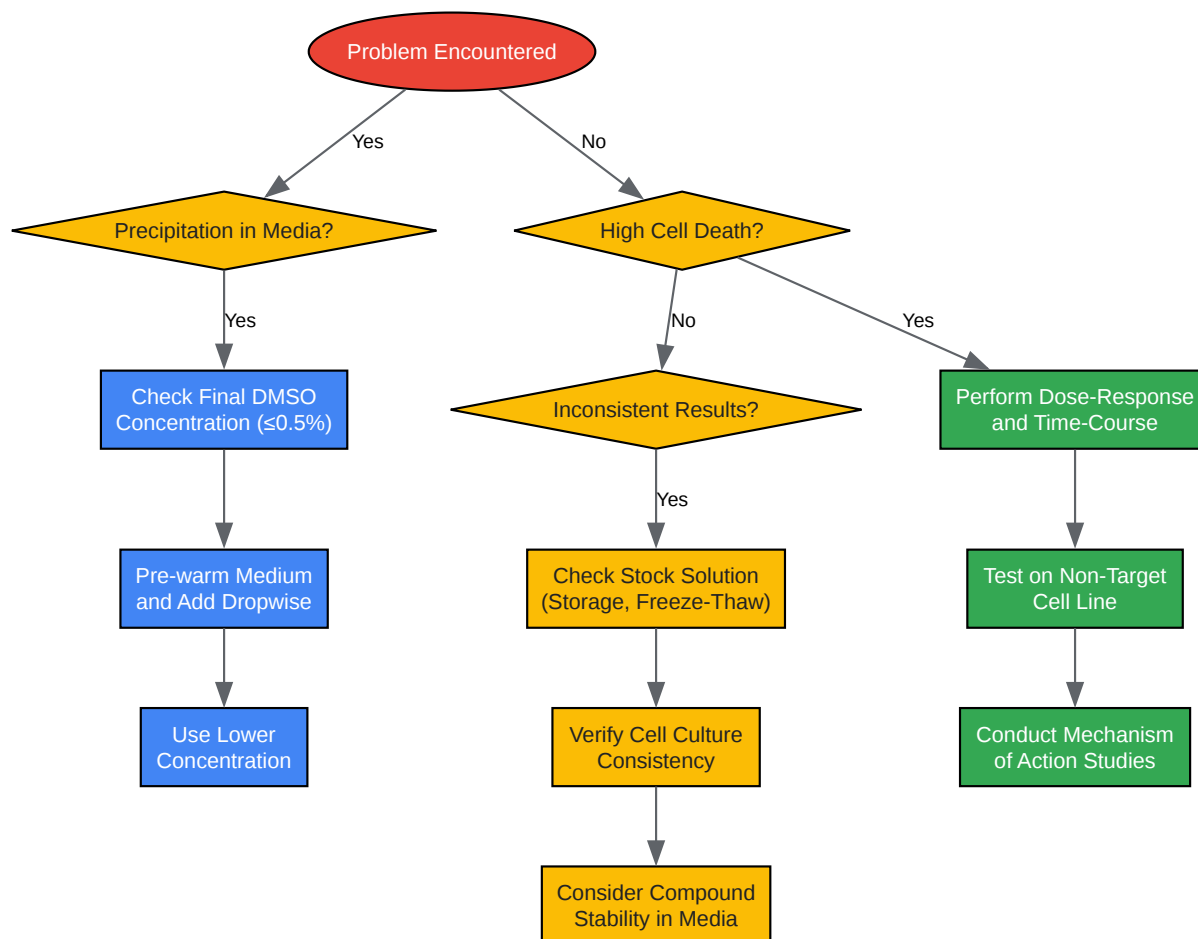 Problem Encountered
Yes
No
Precipitation in Media?
High Cell Death?
Yes
No
Yes
Check Final DMSO
Concentration (≤0.5%)
Inconsistent Results?
Perform Dose-Response
and Time-Course
Yes
Pre-warm Medium
and Add Dropwise
Check Stock Solution
(Storage, Freeze-Thaw)
Test on Non-Target
Cell Line
Use Lower
Concentration
Verify Cell Culture
Consistency
Conduct Mechanism
of Action Studies
Consider Compound
Stability in Media